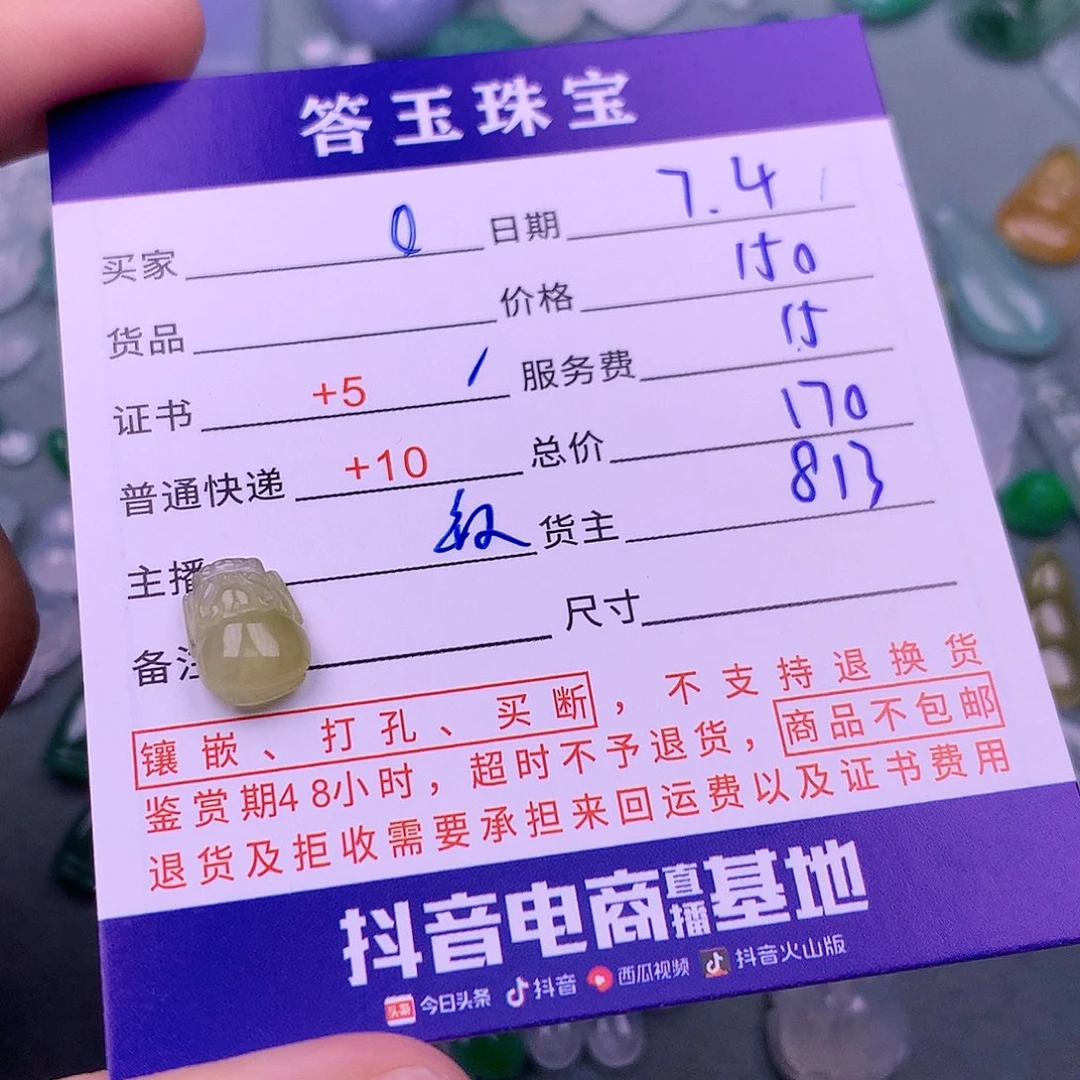 答玉珠宝
买家 Q 日期 7.4
货品 价格 150
证书 +5 / 服务费 15
普通快递 +10 总价 170
主播 敏 货主 813
备注 尺寸
镶嵌、打孔、买断，不支持退换货
鉴赏期48小时，超时不予退货，商品不包邮
退货及拒收需要承担来回运费以及证书费用
抖音电商直播基地
头条 今日头条 抖音 西瓜视频 抖音火山版